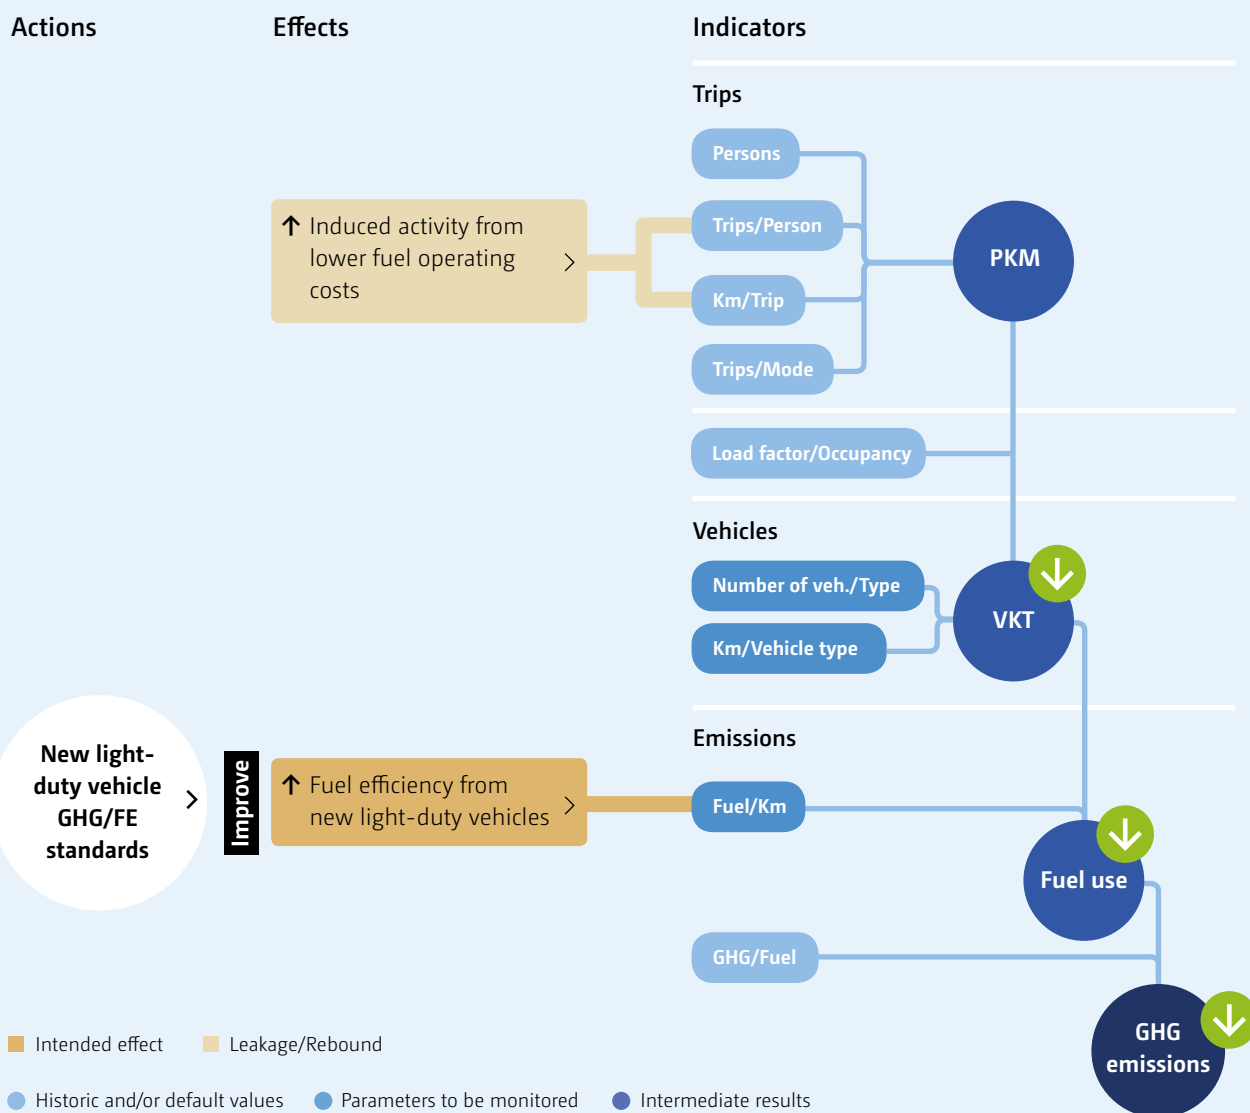 Actions
Effects
Indicators
Trips
Persons
↑ Induced activity from
lower fuel operating
costs
Trips/Person
Km/Trip
Trips/Mode
PKM
Load factor/Occupancy
Vehicles
Number of veh./Type
Km/Vehicle type
VKT
Emissions
New light-
duty vehicle
GHG/FE
standards
Improve
↑ Fuel efficiency from
new light-duty vehicles
Fuel/Km
Fuel use
GHG/Fuel
GHG
emissions
Intended effect
Leakage/Rebound
Historic and/or default values
Parameters to be monitored
Intermediate results